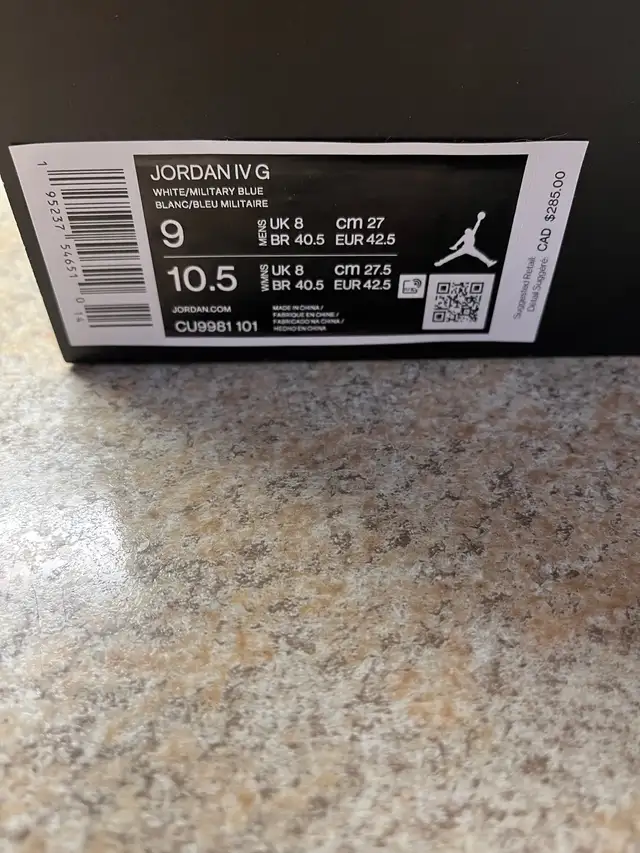 JORDAN IV G
WHITE/MILITARY BLUE
BLANC/BLEU MILITAIRE
9 MENS UK 8 cm 27
BR 40.5 EUR 42.5
10.5 WMNS UK 8 cm 27.5
BR 40.5 EUR 42.5
JORDAN.COM
CU9981 101
MADE IN CHINA /
FABRIQUE EN CHINE /
FABRICADO NA CHINA /
HECHO EN CHINA
1 95237 54651 0 14
Suggested Retail
Détail Suggéré: CAD $285.00